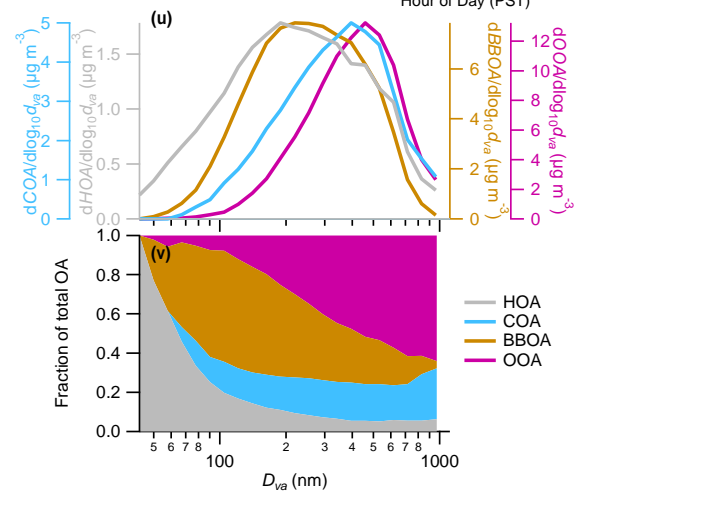 Hour of Day (PST)
(u)
5
4
3
2
1
0
dCOA/dlog10dva (µg m-3)
1.5
1.0
0.5
0.0
dHOA/dlog10dva (µg m-3)
6
4
2
0
dBBOA/dlog10dva (µg m-3)
12
10
8
6
4
2
0
dOOA/dlog10dva (µg m-3)
(v)
1.0
0.8
0.6
0.4
0.2
0.0
Fraction of total OA
HOA
COA
BBOA
OOA
5 6 7 8 2 3 4 5 6 7 8
100 1000
Dva (nm)